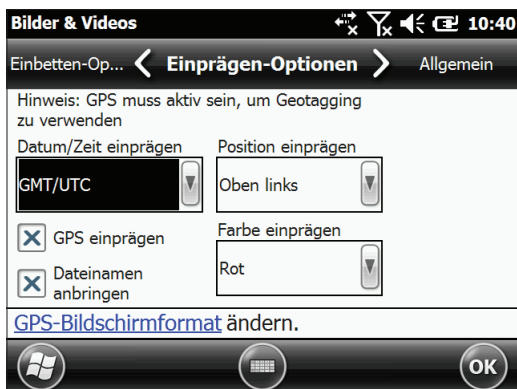 Bilder & Videos 10:40
Einbetten-Op... Einprägen-Optionen Allgemein
Hinweis: GPS muss aktiv sein, um Geotagging
zu verwenden
Datum/Zeit einprägen Position einprägen
GMT/UTC Oben links
GPS einprägen Farbe einprägen
Dateinamen
anbringen Rot
GPS-Bildschirmformat ändern.
OK